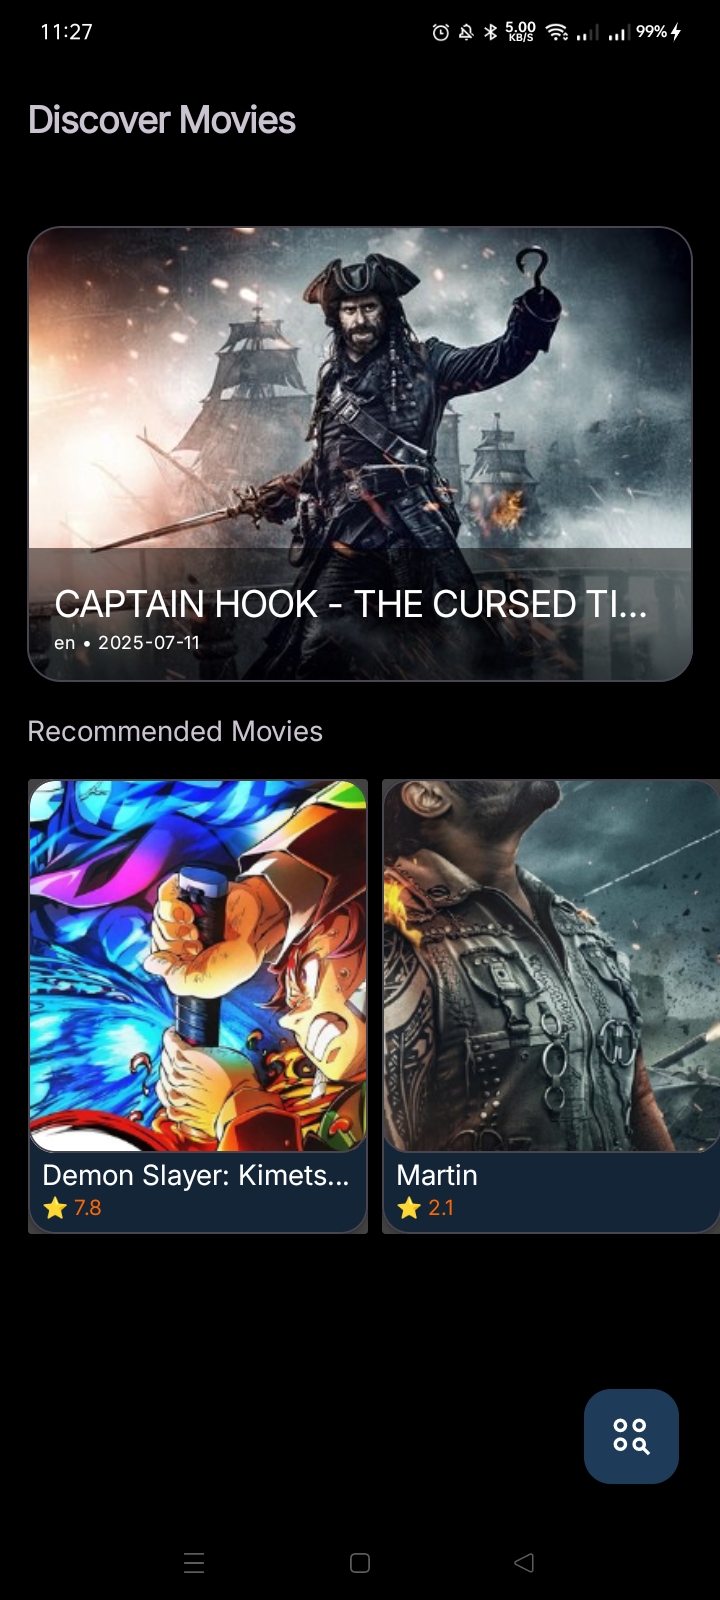 11:27
5.00
KB/S
99%
Discover Movies
CAPTAIN HOOK - THE CURSED TI...
en • 2025-07-11
Recommended Movies
Demon Slayer: Kimets...
7.8
Martin
2.1